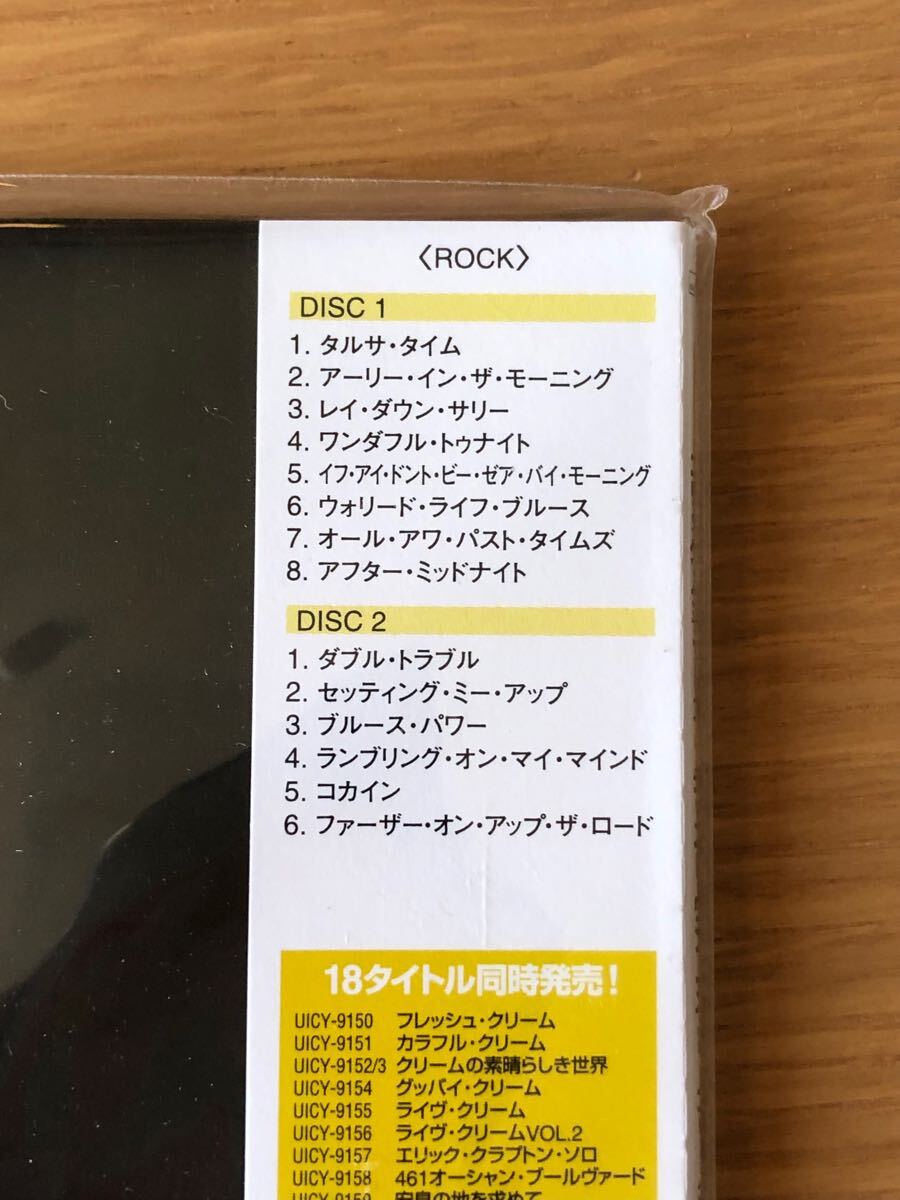 〈ROCK〉
DISC 1
1. タルサ・タイム
2. アーリー・イン・ザ・モーニング
3. レイ・ダウン・サリー
4. ワンダフル・トゥナイト
5. イフ・アイ・ドント・ビー・ゼア・バイ・モーニング
6. ウォリード・ライフ・ブルース
7. オール・アワ・パスト・タイムズ
8. アフター・ミッドナイト
DISC 2
1. ダブル・トラブル
2. セッティング・ミー・アップ
3. ブルース・パワー
4. ランブリング・オン・マイ・マインド
5. コカイン
6. ファーザー・オン・アップ・ザ・ロード
18タイトル同時発売!
UICY-9150 フレッシュ・クリーム
UICY-9151 カラフル・クリーム
UICY-9152/3 クリームの素晴らしき世界
UICY-9154 グッバイ・クリーム
UICY-9155 ライヴ・クリーム
UICY-9156 ライヴ・クリームVOL.2
UICY-9157 エリック・クラプトン・ソロ
UICY-9158 461オーシャン・ブールヴァード
UICY-9159 安息の地を求めて